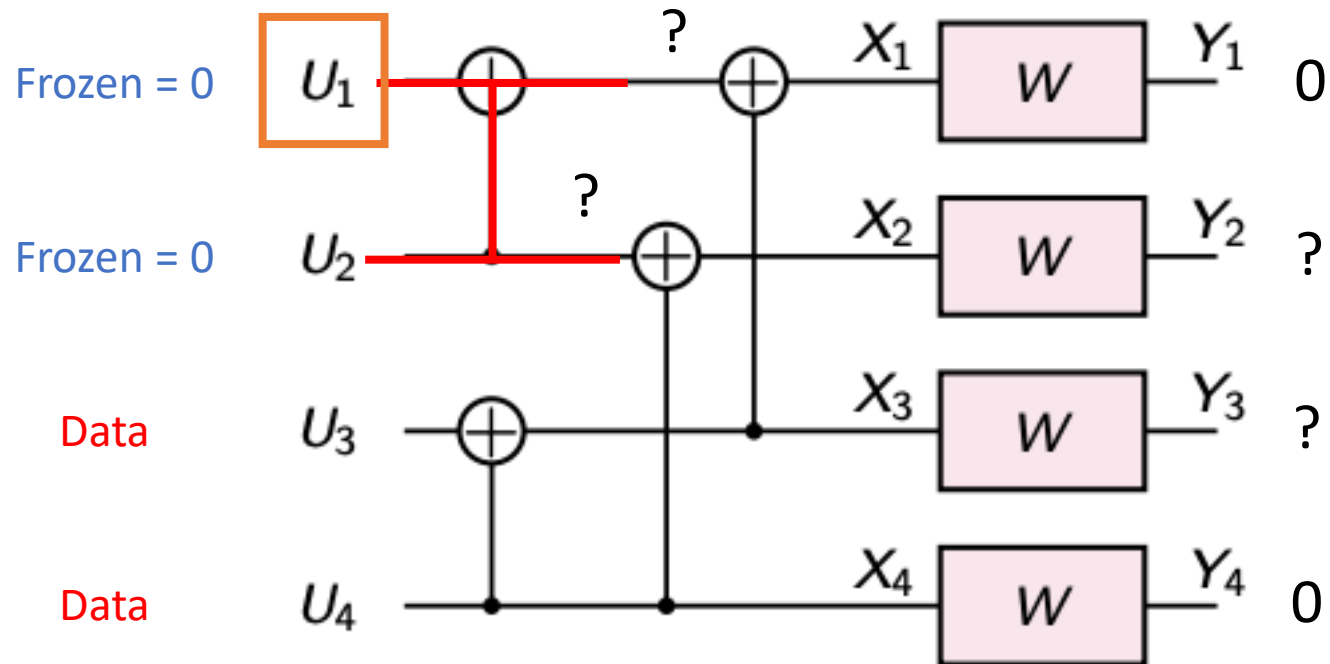 ?
Frozen = 0 U₁ X₁ W Y₁ 0
?
Frozen = 0 U₂ X₂ W Y₂ ?
Data U₃ X₃ W Y₃ ?
Data U₄ X₄ W Y₄ 0